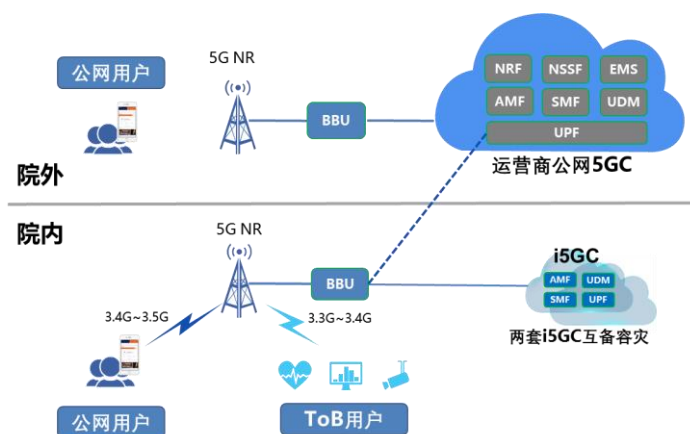 公网用户
5G NR
BBU
NRF
NSSF
EMS
AMF
SMF
UDM
UPF
运营商公网5GC
院外
院内
5G NR
BBU
i5GC
AMF
UDM
SMF
UPF
两套i5GC互备容灾
3.4G~3.5G
3.3G~3.4G
公网用户
ToB用户